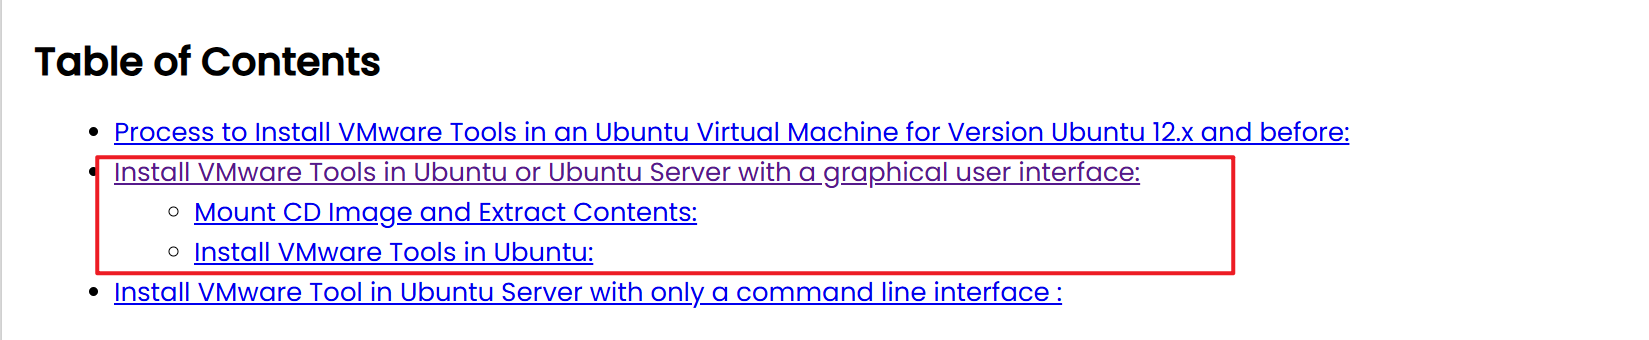 Table of Contents
Process to Install VMware Tools in an Ubuntu Virtual Machine for Version Ubuntu 12.x and before:
Install VMware Tools in Ubuntu or Ubuntu Server with a graphical user interface:
Mount CD Image and Extract Contents:
Install VMware Tools in Ubuntu:
Install VMware Tool in Ubuntu Server with only a command line interface :